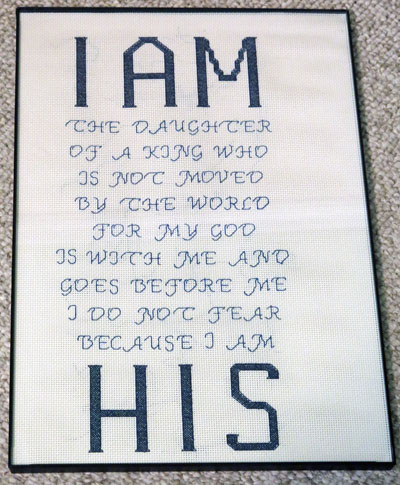 I AM
THE DAUGHTER
OF A KING WHO
IS NOT MOVED
BY THE WORLD
FOR MY GOD
IS WITH ME AND
GOES BEFORE ME
I DO NOT FEAR
BECAUSE I AM
HIS